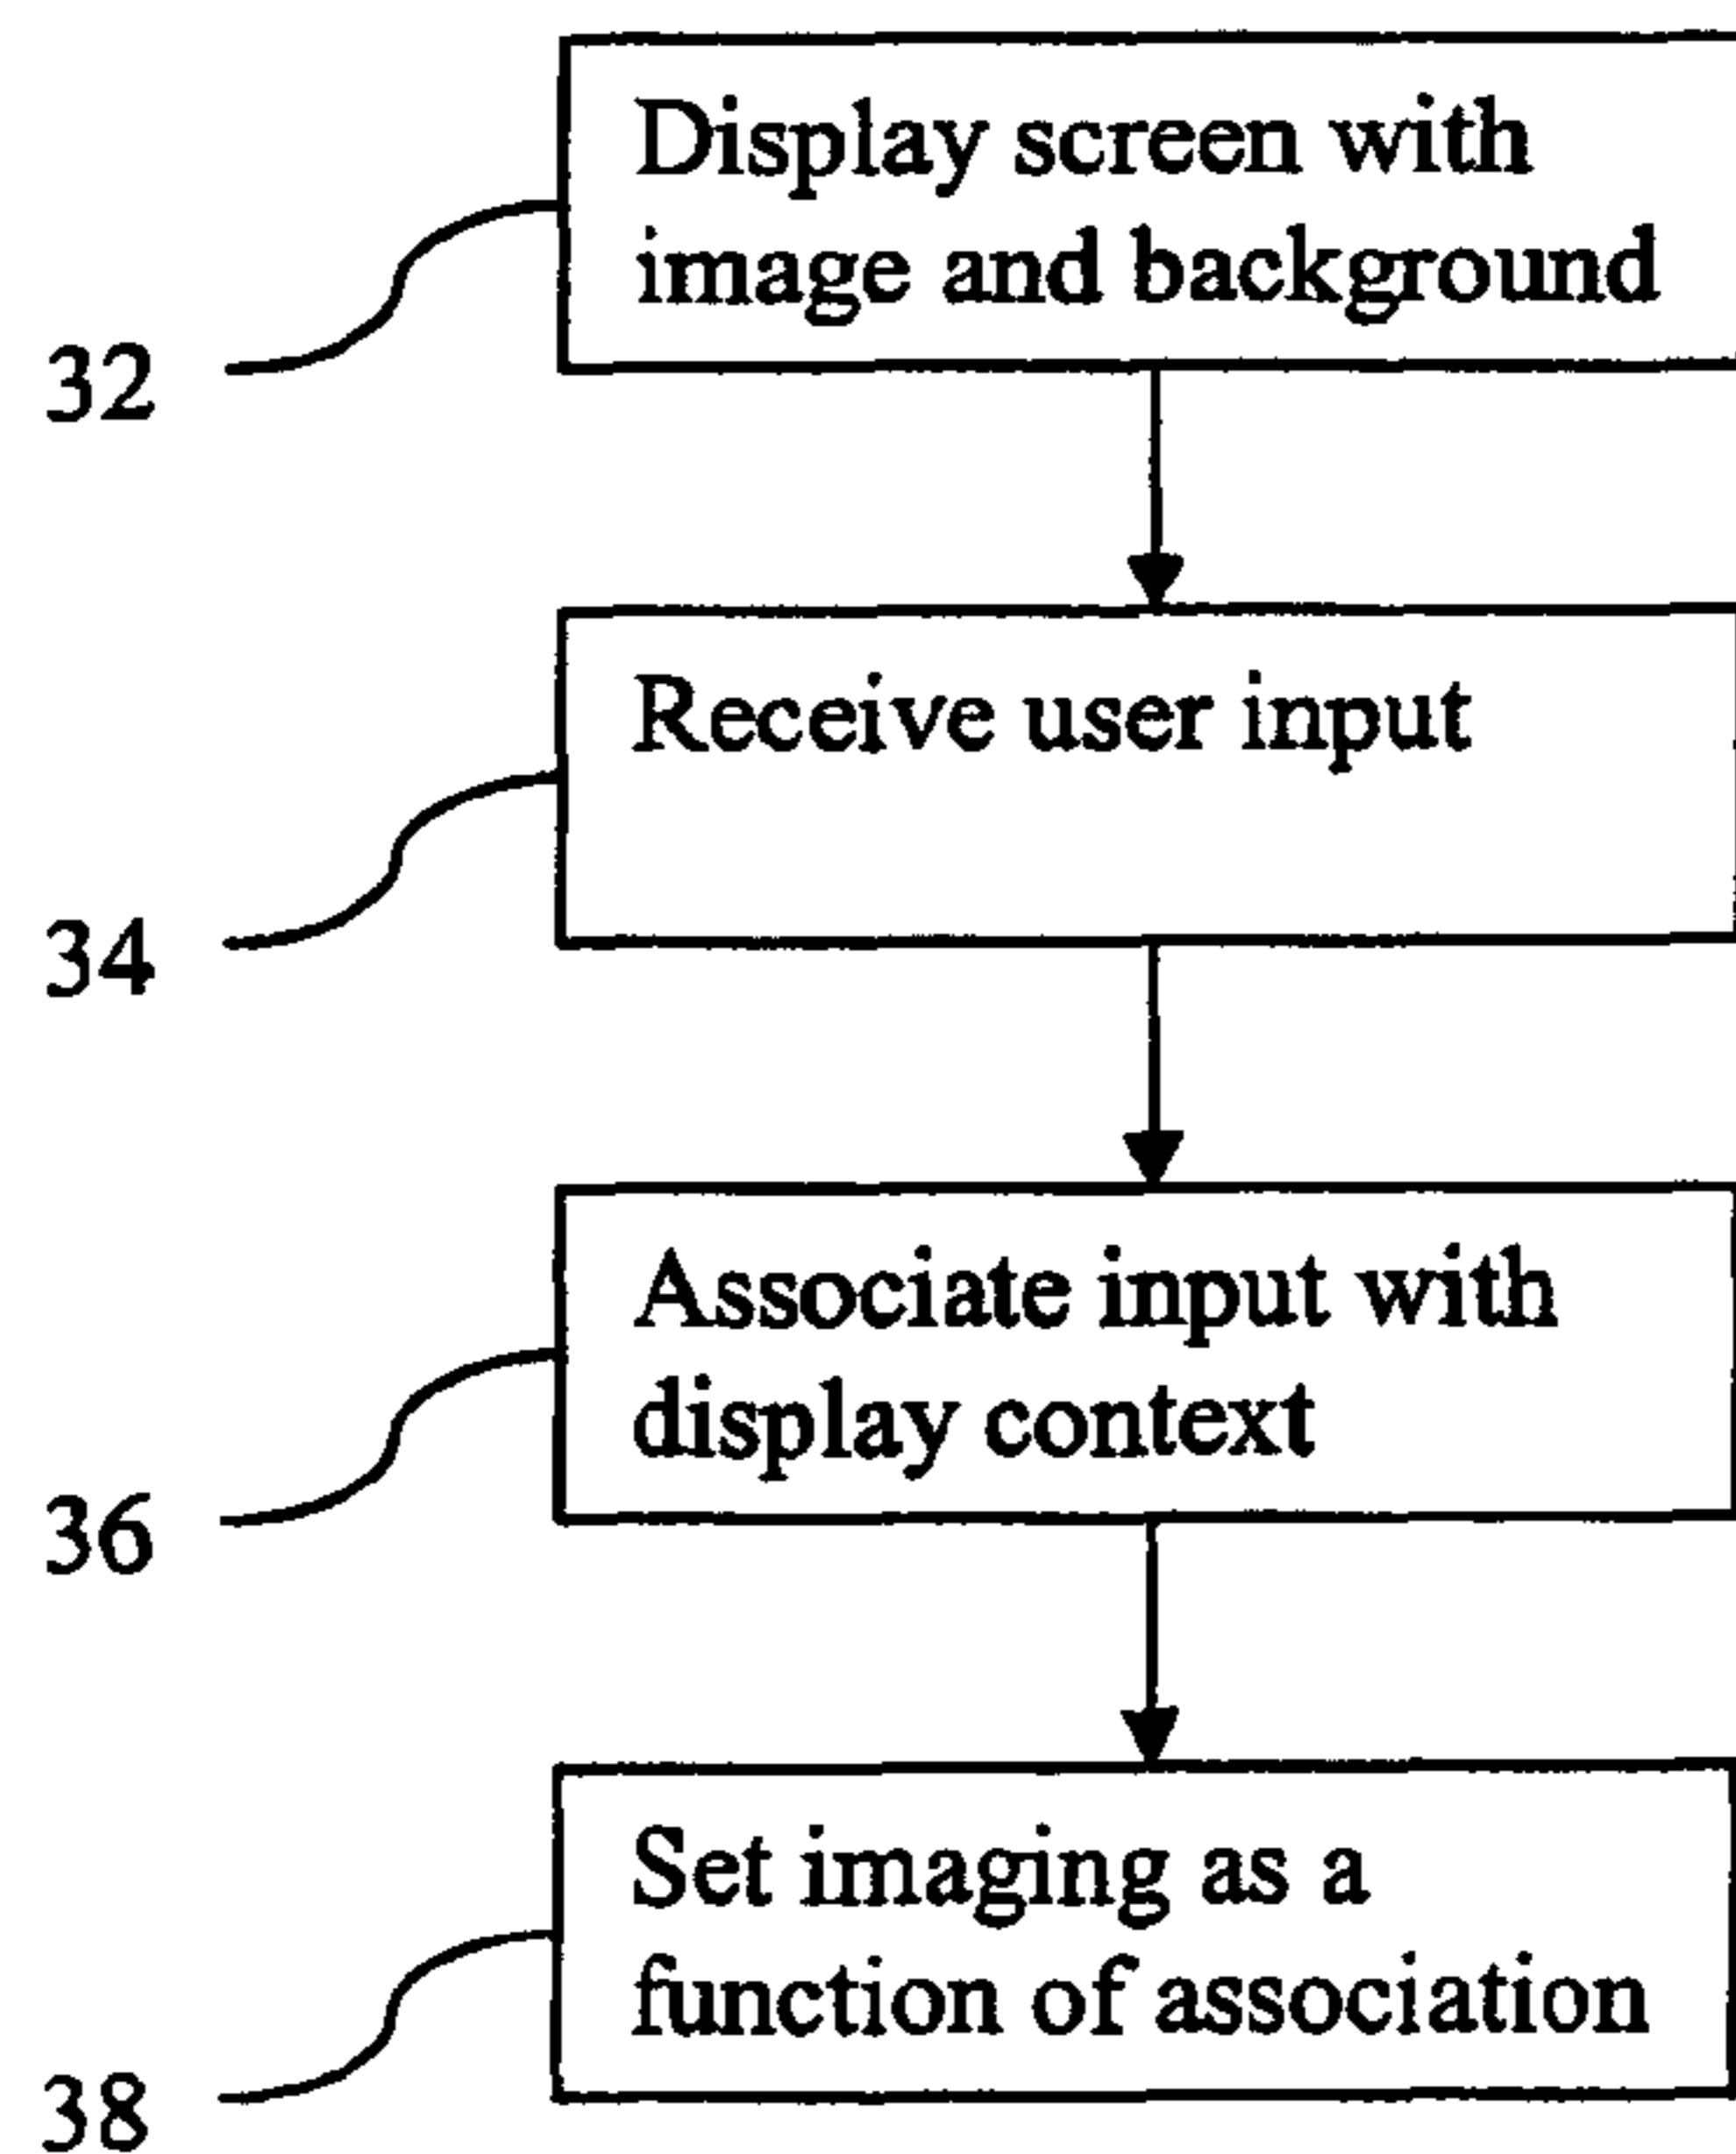 Display screen with
image and background
32
Receive user input
34
Associate input with
display context
36
Set imaging as a
function of association
38